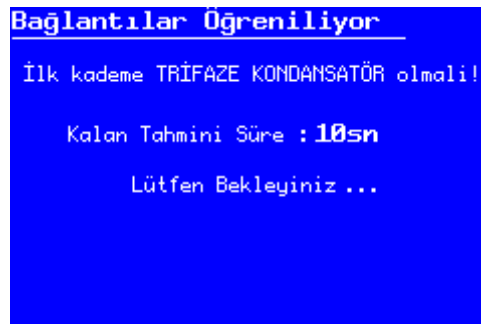 Bağlantılar Öğreniliyor
İlk kademe TRİFAZE KONDANSATÖR olmali!
Kalan Tahmini Süre : 10sn
Lütfen Bekleyiniz ...